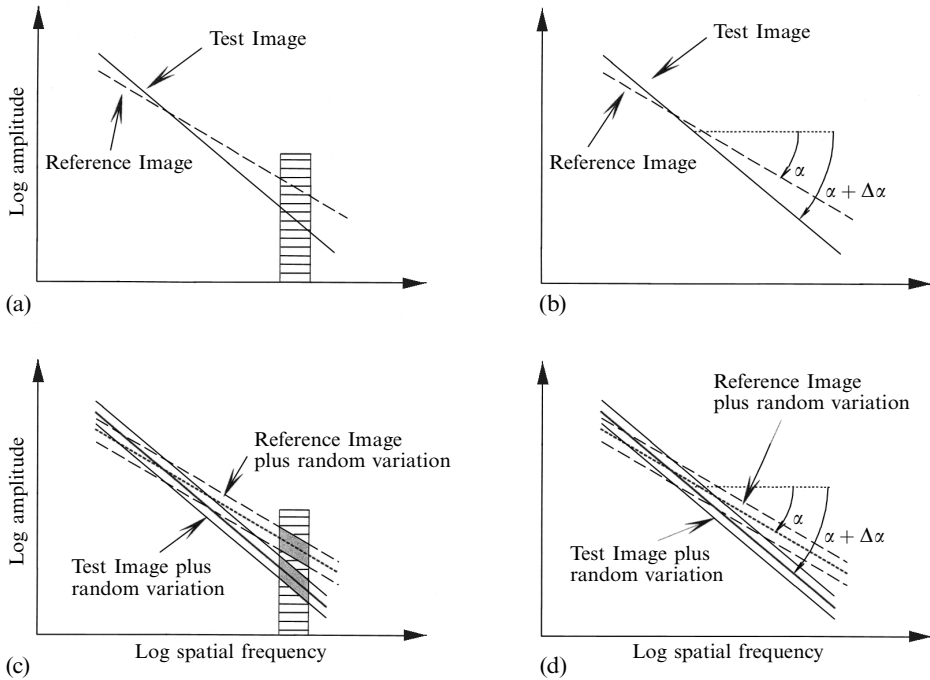 Test Image
Reference Image
Log amplitude
(a)
Test Image
Reference Image
α
α + Δα
(b)
Reference Image
plus random variation
Test Image plus
random variation
Log amplitude
Log spatial frequency
(c)
Reference Image
plus random variation
α
α + Δα
Test Image plus
random variation
Log spatial frequency
(d)